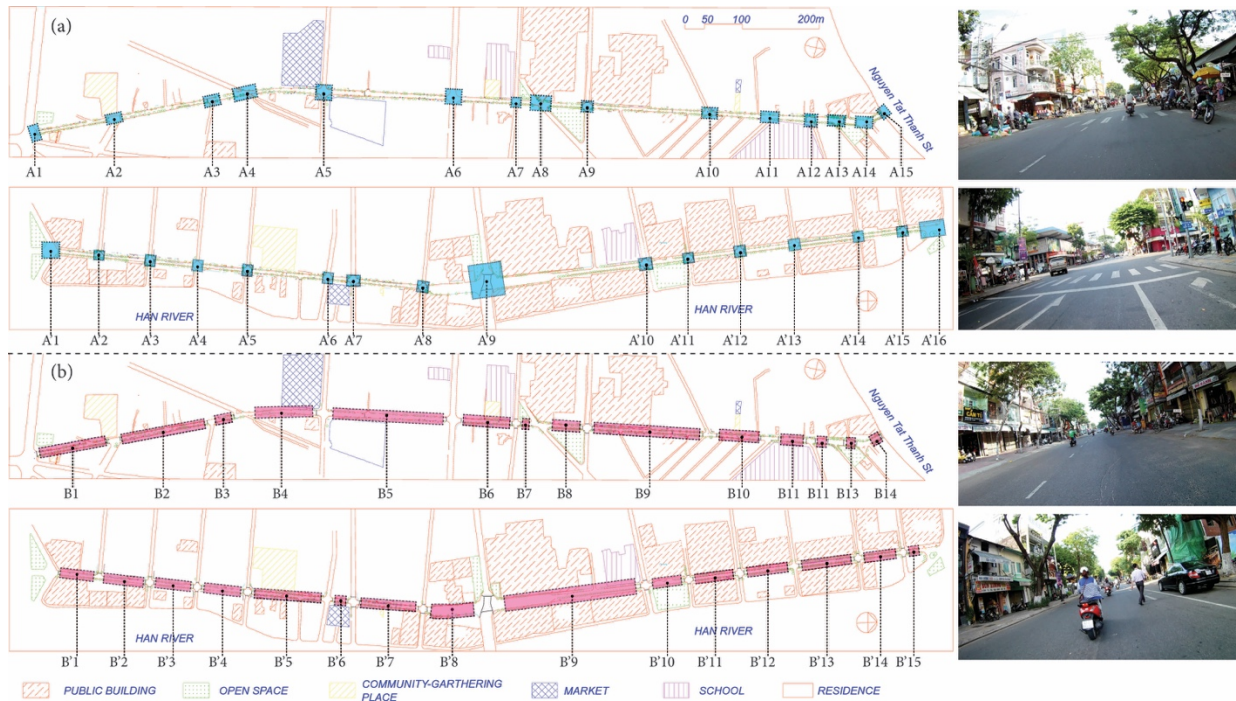 (a)
0 50 100 200m
Nguyen Tat Thanh St
A1 A2 A3 A4 A5 A6 A7 A8 A9 A10 A11 A12 A13 A14 A15
HAN RIVER HAN RIVER
A'1 A'2 A'3 A'4 A'5 A'6 A'7 A'8 A'9 A'10 A'11 A'12 A'13 A'14 A'15 A'16
(b)
Nguyen Tat Thanh St
B1 B2 B3 B4 B5 B6 B7 B8 B9 B10 B11 B11 B13 B14
HAN RIVER HAN RIVER
B'1 B'2 B'3 B'4 B'5 B'6 B'7 B'8 B'9 B'10 B'11 B'12 B'13 B'14 B'15
PUBLIC BUILDING OPEN SPACE COMMUNITY-GARTHERING MARKET SCHOOL RESIDENCE
PLACE